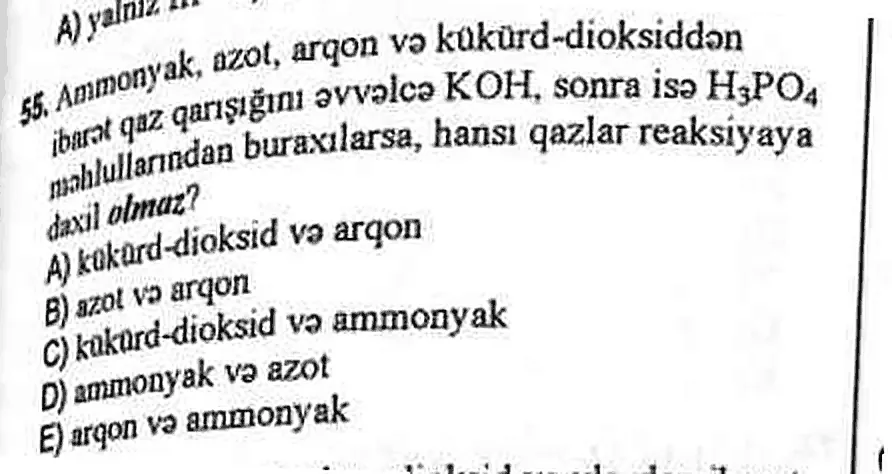 A) yalnız III
55. Ammonyak, azot, arqon və kükürd-dioksiddən
ibarət qaz qarışığını əvvəlcə KOH, sonra isə H₃PO₄
məhlullarından buraxılarsa, hansı qazlar reaksiyaya
daxil olmaz?
A) kükürd-dioksid və arqon
B) azot və arqon
C) kükürd-dioksid və ammonyak
D) ammonyak və azot
E) arqon və ammonyak